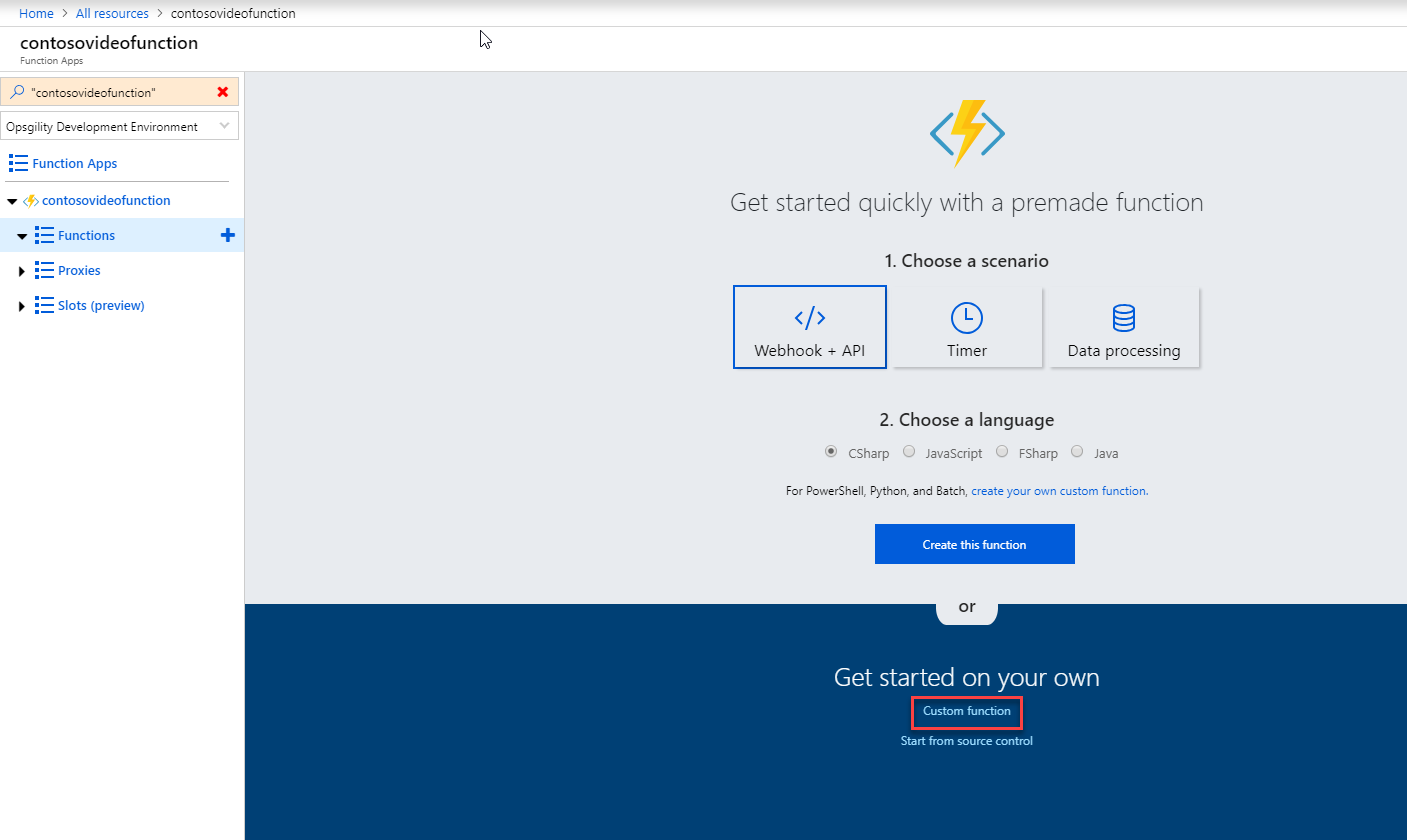 Home > All resources > contosovideofunction
contosovideofunction
Function Apps
"contosovideofunction"
Opsgility Development Environment
Function Apps
contosovideofunction
Functions
Proxies
Slots (preview)
Get started quickly with a premade function
1. Choose a scenario
Webhook + API Timer Data processing
2. Choose a language
CSharp JavaScript FSharp Java
For PowerShell, Python, and Batch, create your own custom function.
Create this function
or
Get started on your own
Custom function
Start from source control